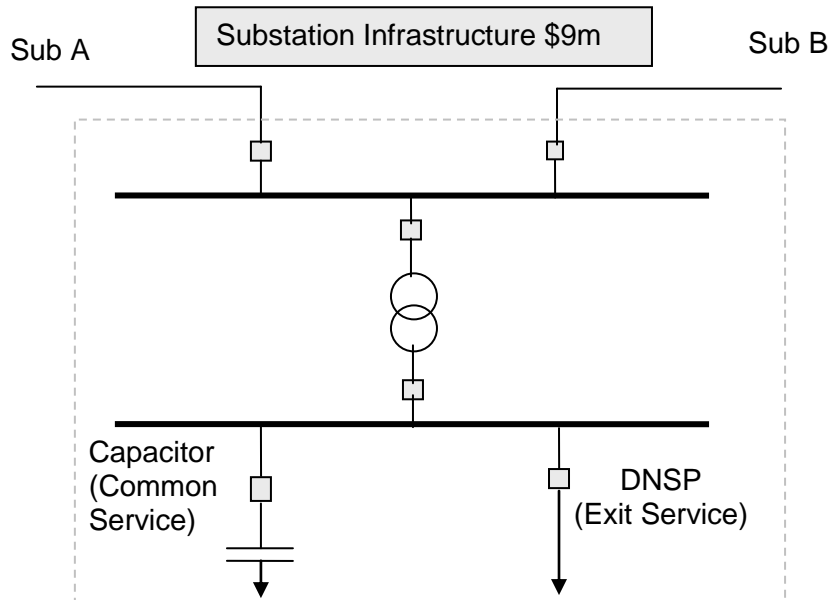 Substation Infrastructure $9m
Sub A
Sub B
Capacitor
(Common
Service)
DNSP
(Exit Service)